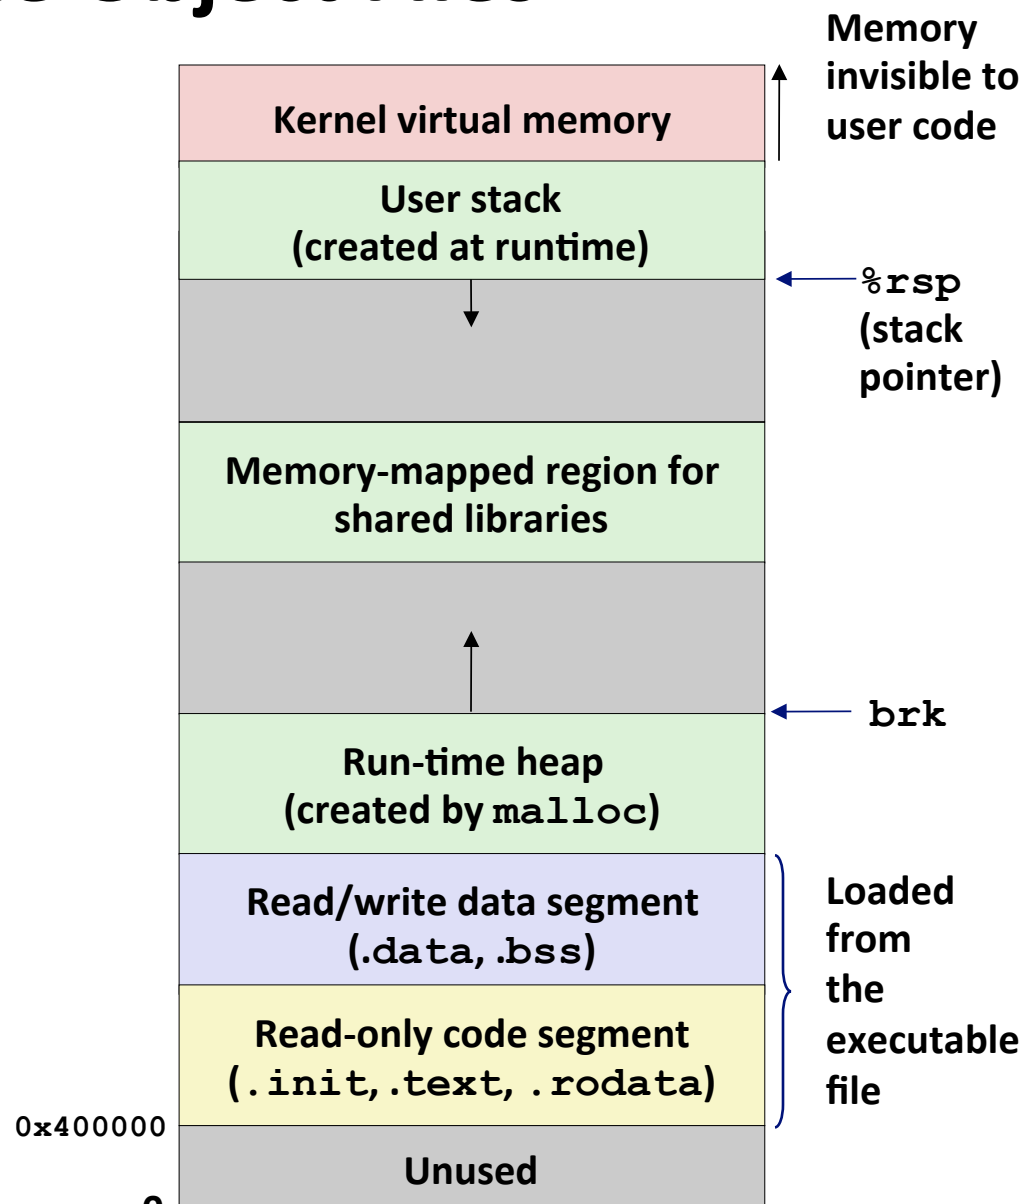 Memory
invisible to
user code
Kernel virtual memory
User stack
(created at runtime)
%rsp
(stack
pointer)
Memory-mapped region for
shared libraries
brk
Run-time heap
(created by malloc)
Read/write data segment
(.data, .bss)
Loaded
from
the
executable
file
Read-only code segment
(.init, .text, .rodata)
0x400000
Unused